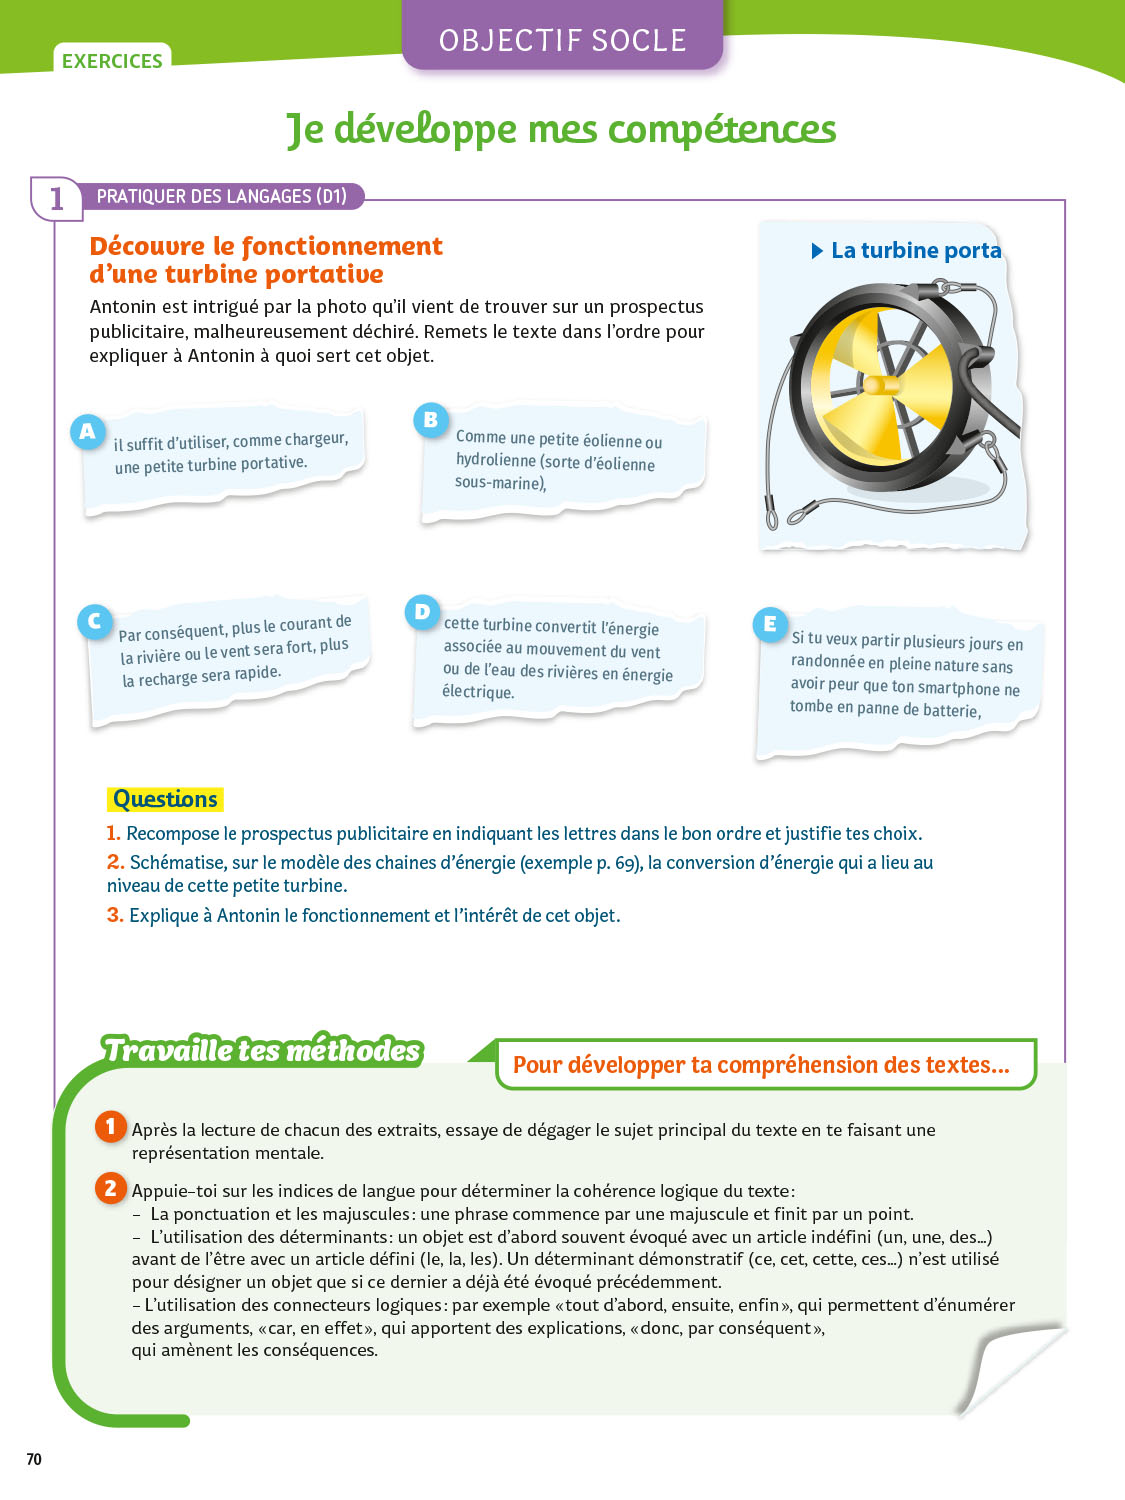 OBJECTIF SOCLE
EXERCICES
Je développe mes compétences
1 PRATIQUER DES LANGAGES (D1)
Découvre le fonctionnement
d'une turbine portative
Antonin est intrigué par la photo qu'il vient de trouver sur un prospectus
publicitaire, malheureusement déchiré. Remets le texte dans l'ordre pour
expliquer à Antonin à quoi sert cet objet.
La turbine porta
A
il suffit d'utiliser, comme chargeur,
une petite turbine portative.
B
Comme une petite éolienne ou
hydrolienne (sorte d'éolienne
sous-marine),
C
Par conséquent, plus le courant de
la rivière ou le vent sera fort, plus
la recharge sera rapide.
D
cette turbine convertit l'énergie
associée au mouvement du vent
ou de l'eau des rivières en énergie
électrique.
E
Si tu veux partir plusieurs jours en
randonnée en pleine nature sans
avoir peur que ton smartphone ne
tombe en panne de batterie,
Questions
1. Recompose le prospectus publicitaire en indiquant les lettres dans le bon ordre et justifie tes choix.
2. Schématise, sur le modèle des chaines d'énergie (exemple p. 69), la conversion d'énergie qui a lieu au
niveau de cette petite turbine.
3. Explique à Antonin le fonctionnement et l'intérêt de cet objet.
Travaille tes méthodes
Pour développer ta compréhension des textes...
1 Après la lecture de chacun des extraits, essaye de dégager le sujet principal du texte en te faisant une
représentation mentale.
2 Appuie-toi sur les indices de langue pour déterminer la cohérence logique du texte :
– La ponctuation et les majuscules : une phrase commence par une majuscule et finit par un point.
– L'utilisation des déterminants : un objet est d'abord souvent évoqué avec un article indéfini (un, une, des...)
avant de l'être avec un article défini (le, la, les). Un déterminant démonstratif (ce, cet, cette, ces...) n'est utilisé
pour désigner un objet que si ce dernier a déjà été évoqué précédemment.
– L'utilisation des connecteurs logiques : par exemple « tout d'abord, ensuite, enfin », qui permettent d'énumérer
des arguments, « car, en effet », qui apportent des explications, « donc, par conséquent »,
qui amènent les conséquences.
70